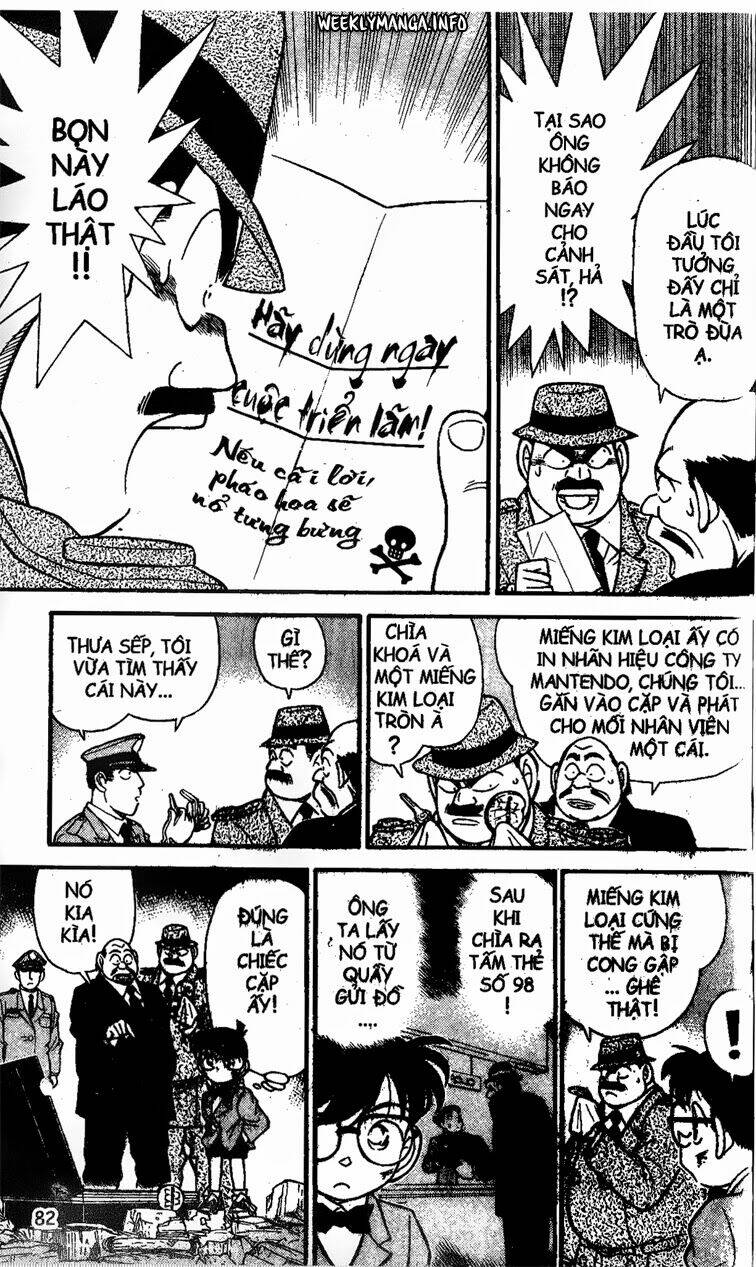 WEEKLYMANGA.INFO
BỌN
NÀY
LÁO
THẬT
!!
Hãy dừng ngay
cuộc triển lãm!
Nếu cãi lời,
pháo hoa sẽ
nổ tưng bừng
TẠI SAO
ÔNG
KHÔNG
BÁO
NGAY
CHO
CẢNH
SÁT, HẢ
!?
LÚC
ĐẦU TÔI
TƯỞNG
ĐẤY CHỈ
LÀ MỘT
TRÒ ĐÙA
Ạ.
THƯA SẾP, TÔI
VỪA TÌM THẤY
CÁI NÀY...
GÌ
THẾ?
CHÌA
KHOÁ VÀ
MỘT MIẾNG
KIM LOẠI
TRÒN À
?
MIẾNG KIM LOẠI ẤY CÓ
IN NHÃN HIỆU CÔNG TY
MANTENDO, CHÚNG TÔI...
GẮN VÀO CẶP VÀ PHÁT
CHO MỖI NHÂN VIÊN
MỘT CÁI.
NÓ
KIA
KÌA!
ĐÚNG
LÀ
CHIẾC
CẶP
ẤY!
ÔNG
TA LẤY
NÓ TỪ
QUẦY
GỬI ĐỒ
....
SAU
KHI
CHÌA RA
TẤM THẺ
SỐ 98
!
MIẾNG KIM
LOẠI CỨNG
THẾ MÀ BỊ
CONG GẬP
... GHÊ
THẬT!
!
82